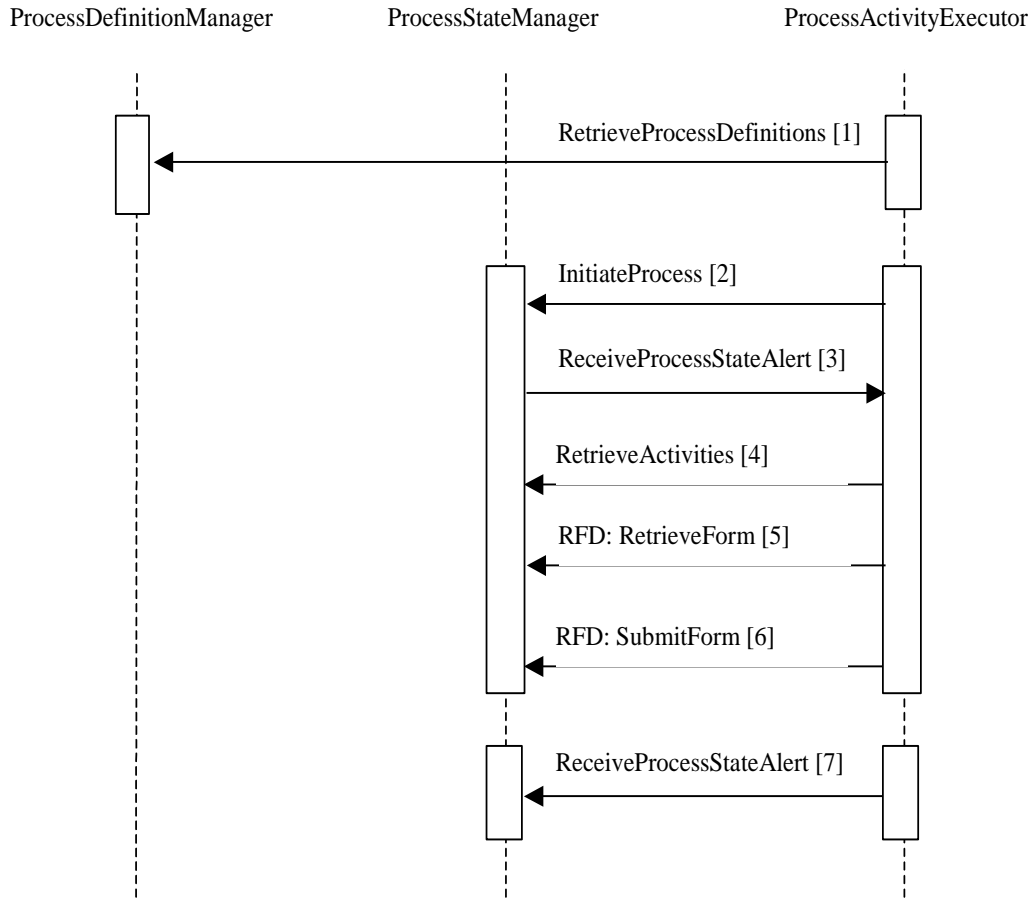 ProcessDefinitionManager
ProcessStateManager
ProcessActivityExecutor
RetrieveProcessDefinitions [1]
InitiateProcess [2]
ReceiveProcessStateAlert [3]
RetrieveActivities [4]
RFD: RetrieveForm [5]
RFD: SubmitForm [6]
ReceiveProcessStateAlert [7]